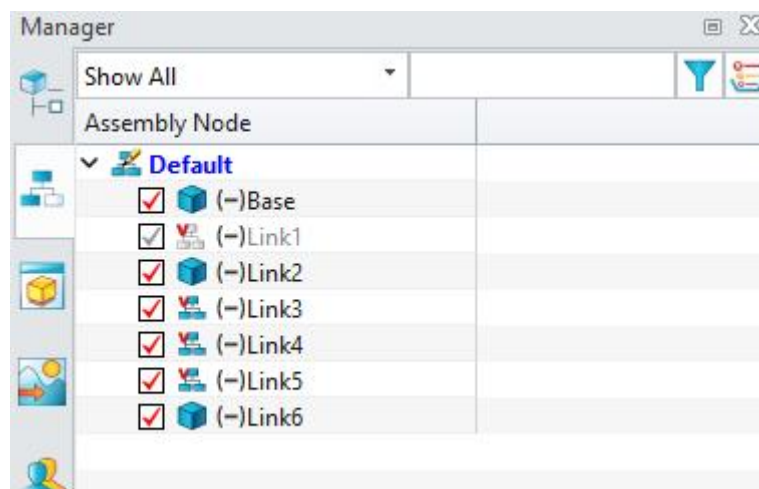 Manager
Show All
Assembly Node
Default
(-)Base
(-)Link1
(-)Link2
(-)Link3
(-)Link4
(-)Link5
(-)Link6